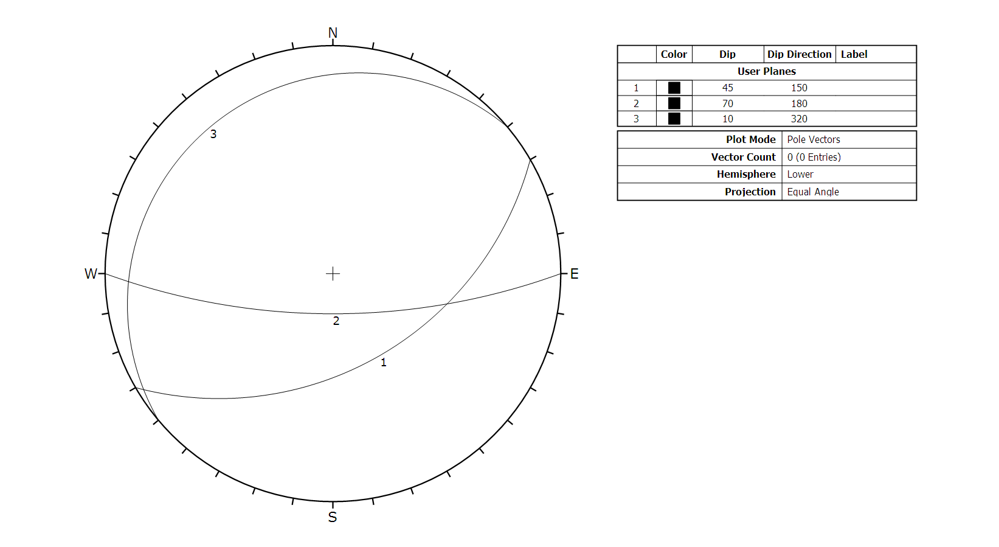 N
W
E
S
3
2
1
Color Dip Dip Direction Label
User Planes
1 45 150
2 70 180
3 10 320
Plot Mode Pole Vectors
Vector Count 0 (0 Entries)
Hemisphere Lower
Projection Equal Angle